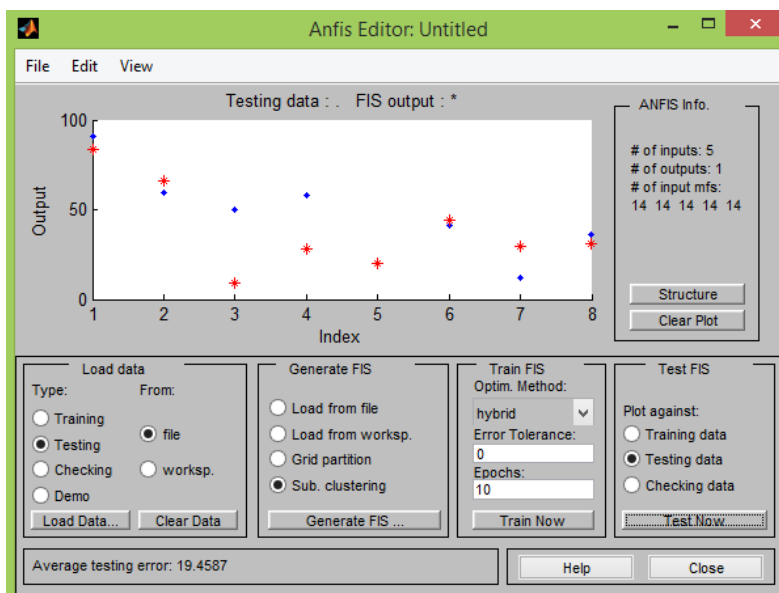 Anfis Editor: Untitled
File Edit View
Testing data : . FIS output : *
100
50
0
Output
1 2 3 4 5 6 7 8
Index
ANFIS Info.
# of inputs: 5
# of outputs: 1
# of input mfs:
14 14 14 14 14
Structure
Clear Plot
Load data
Type: From:
Training
Testing
Checking
Demo
file
worksp.
Load Data... Clear Data
Generate FIS
Load from file
Load from worksp.
Grid partition
Sub. clustering
Generate FIS ...
Train FIS
Optim. Method:
hybrid
Error Tolerance:
0
Epochs:
10
Train Now
Test FIS
Plot against:
Training data
Testing data
Checking data
Test Now
Average testing error: 19.4587
Help Close